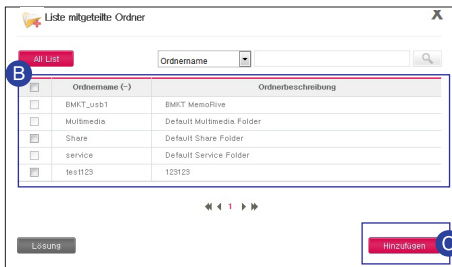 Liste mitgeteilte Ordner X
All List Ordnername
B
Ordnername (-) Ordnerbeschreibung
BMKT_usb1 BMKT MemoRive
Multimedia Default Multimedia Folder
Share Default Share Folder
service Default Service Folder
test123 123123
1
Lösung Hinzufügen C